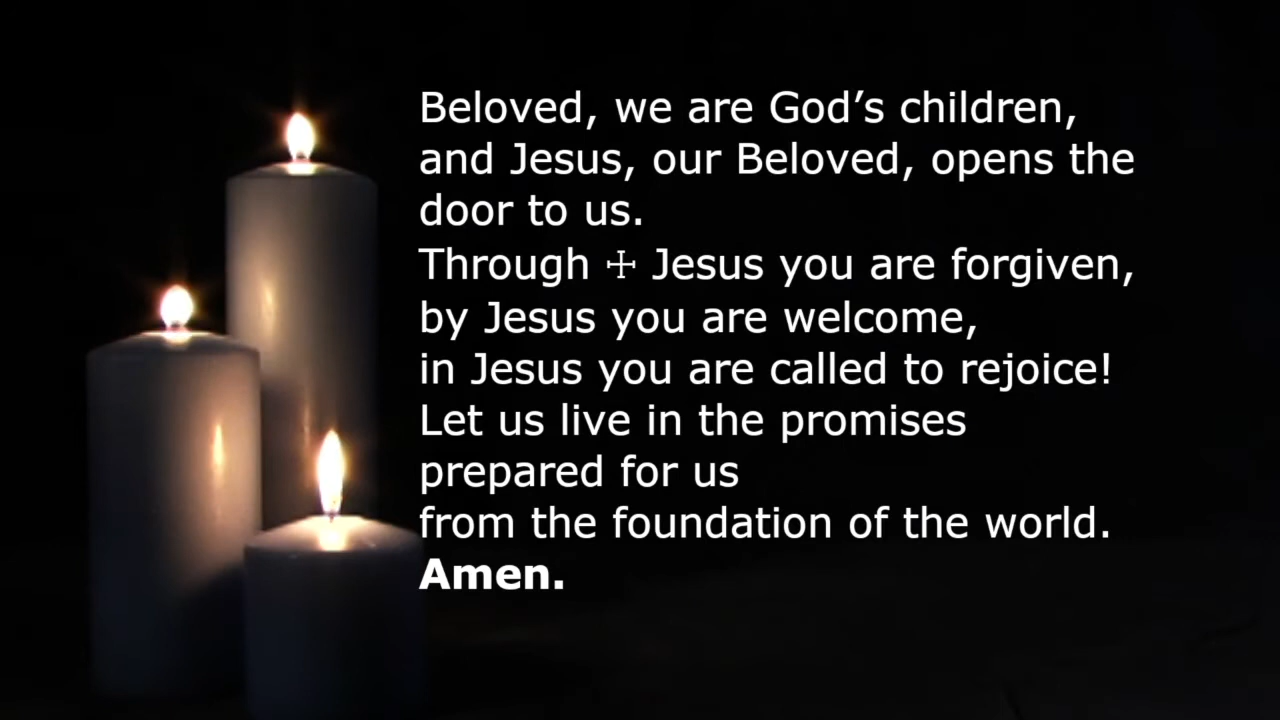 Beloved, we are God’s children,
and Jesus, our Beloved, opens the
door to us.
Through ☩ Jesus you are forgiven,
by Jesus you are welcome,
in Jesus you are called to rejoice!
Let us live in the promises
prepared for us
from the foundation of the world.
Amen.